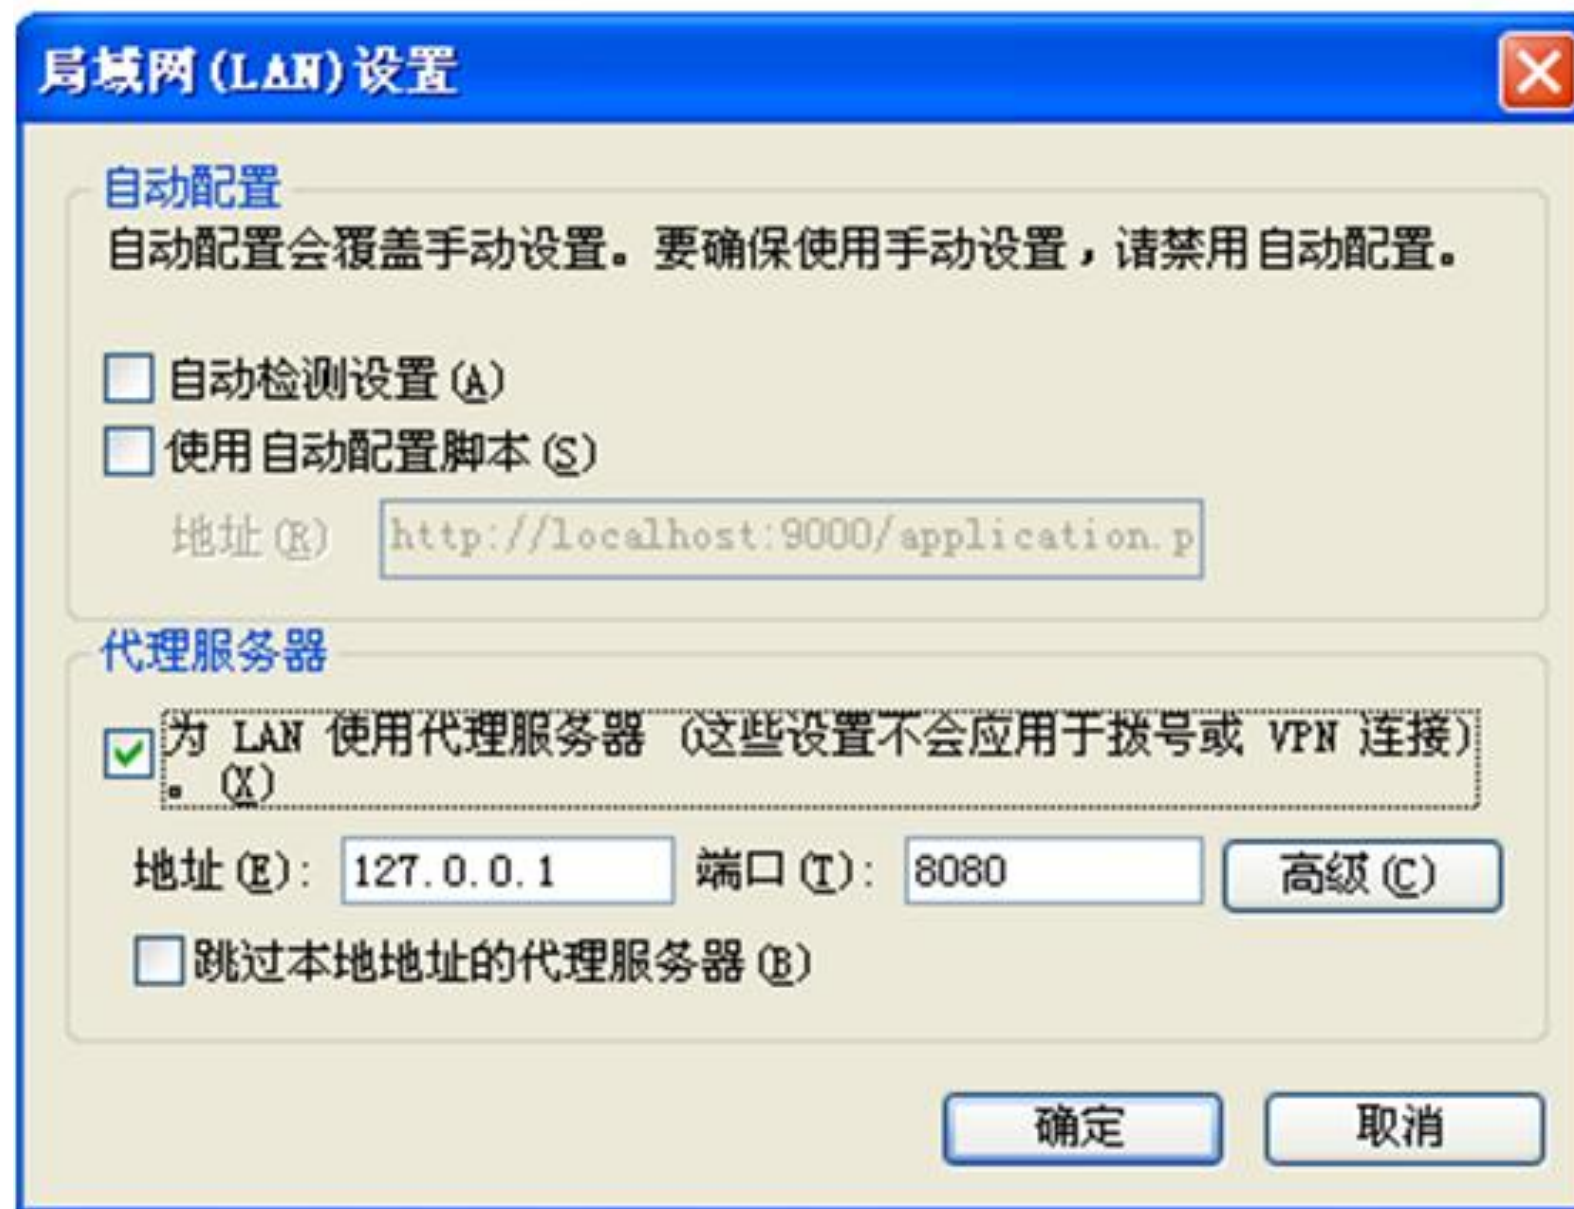 局域网(LAN)设置
自动配置
自动配置会覆盖手动设置。要确保使用手动设置，请禁用自动配置。
自动检测设置(A)
使用自动配置脚本(S)
地址(R) http://localhost:9000/application.p
代理服务器
为 LAN 使用代理服务器 (这些设置不会应用于拨号或 VPN 连接)
。(X)
地址(E): 127.0.0.1 端口(T): 8080 高级(C)
跳过本地地址的代理服务器(B)
确定 取消